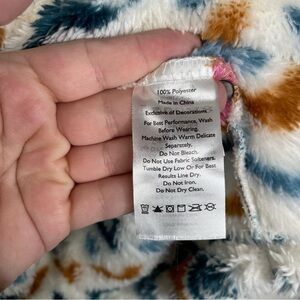 100% Polyester
Made in China
Exclusive of Decorations
For Best Performance, Wash
Before Wearing.
Machine Wash Warm Delicate
Separately.
Do Not Bleach.
Do Not Use Fabric Softeners.
Tumble Dry Low Or For Best
Results Line Dry.
Do Not Iron.
Do Not Dry Clean.